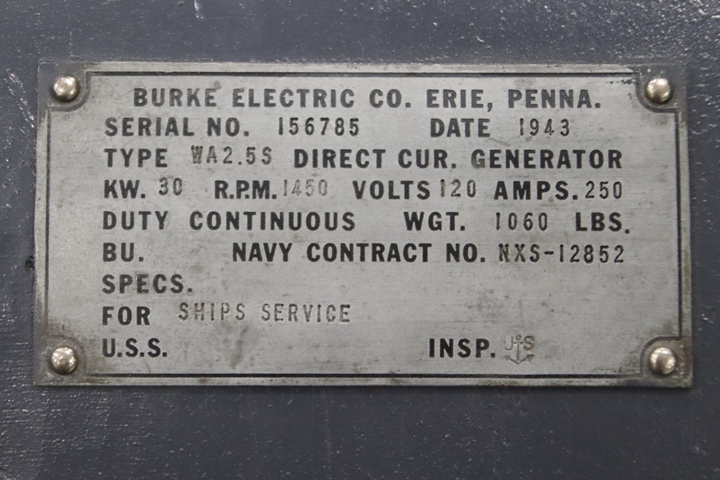 BURKE ELECTRIC CO. ERIE, PENNA.
SERIAL NO. 156785 DATE 1943
TYPE WA2.5S DIRECT CUR. GENERATOR
KW. 30 R.P.M. 1450 VOLTS 120 AMPS. 250
DUTY CONTINUOUS WGT. 1060 LBS.
BU. NAVY CONTRACT NO. NXS-12852
SPECS.
FOR SHIPS SERVICE
U.S.S. INSP. US